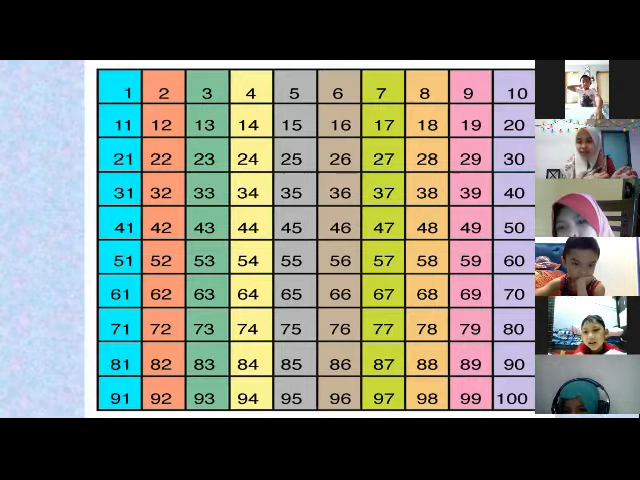 1 2 3 4 5 6 7 8 9 10
11 12 13 14 15 16 17 18 19 20
21 22 23 24 25 26 27 28 29 30
31 32 33 34 35 36 37 38 39 40
41 42 43 44 45 46 47 48 49 50
51 52 53 54 55 56 57 58 59 60
61 62 63 64 65 66 67 68 69 70
71 72 73 74 75 76 77 78 79 80
81 82 83 84 85 86 87 88 89 90
91 92 93 94 95 96 97 98 99 100